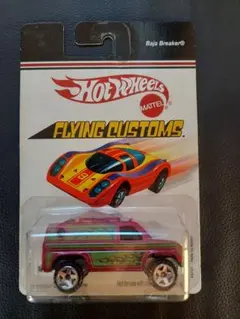 Baja Breaker®
Hot Wheels
MATTEL
FLYING CUSTOMS